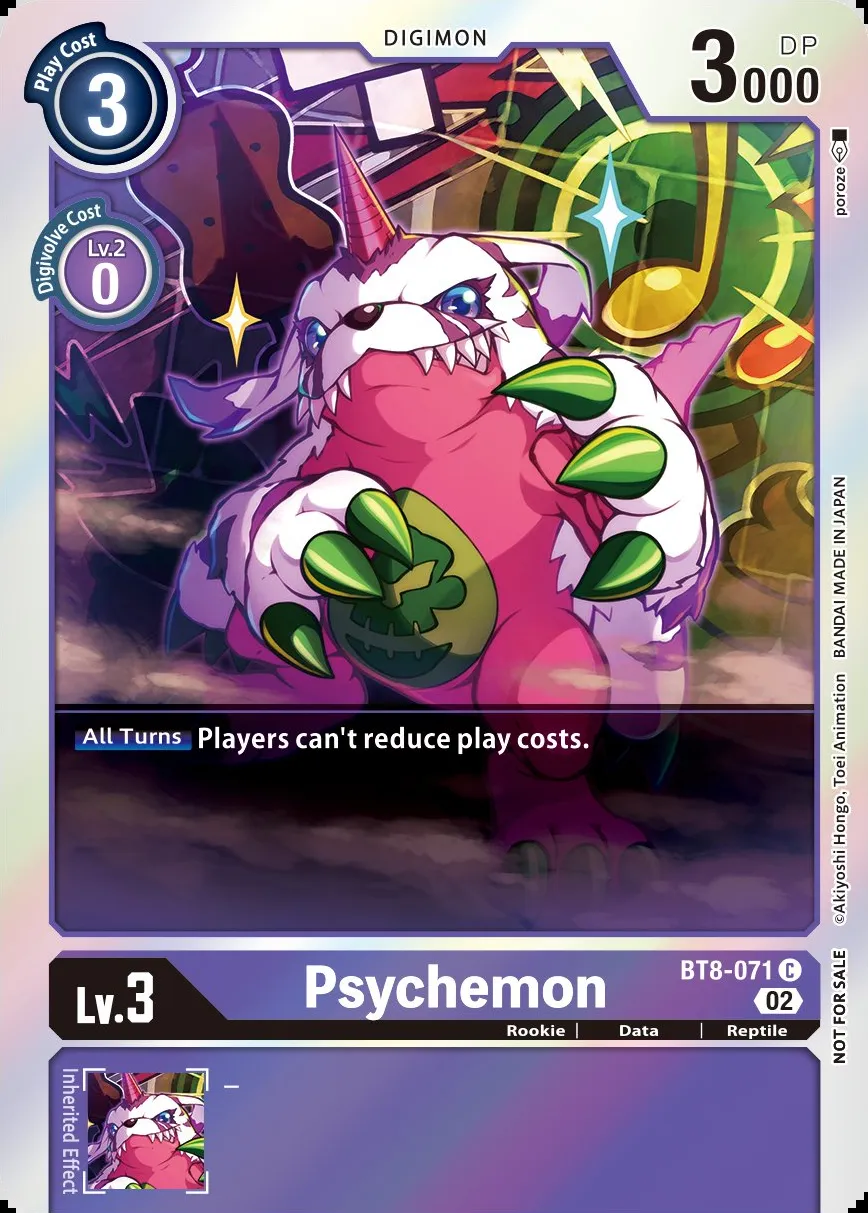 Play Cost
3
DIGIMON
DP
3000
poroze
Digivolve Cost
Lv.2
0
All Turns Players can't reduce play costs.
BANDAI MADE IN JAPAN
©Akiyoshi Hongo, Toei Animation
NOT FOR SALE
Lv.3
Psychemon
BT8-071 C
02
Rookie | Data | Reptile
Inherited Effect
–